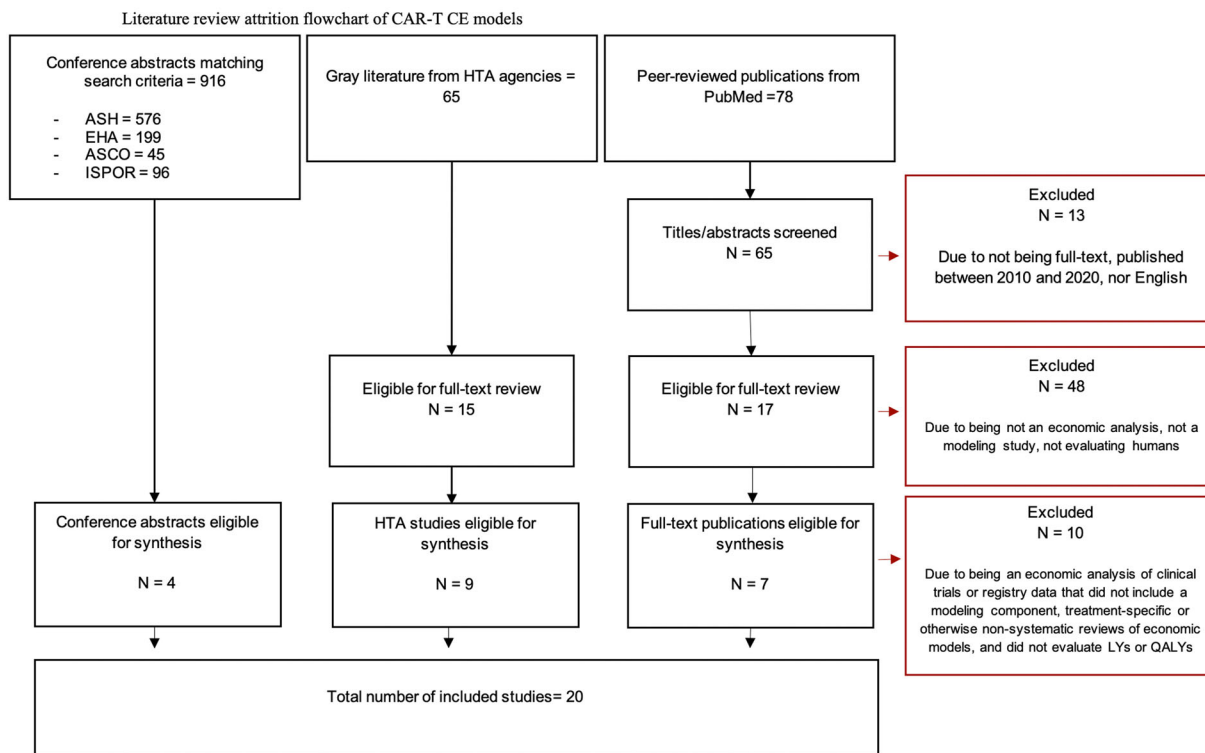 Literature review attrition flowchart of CAR-T CE models
Conference abstracts matching
search criteria = 916
- ASH = 576
- EHA = 199
- ASCO = 45
- ISPOR = 96
Gray literature from HTA agencies =
65
Peer-reviewed publications from
PubMed =78
Titles/abstracts screened
N = 65
Excluded
N = 13
Due to not being full-text, published
between 2010 and 2020, nor English
Eligible for full-text review
N = 15
Eligible for full-text review
N = 17
Excluded
N = 48
Due to being not an economic analysis, not a
modeling study, not evaluating humans
Conference abstracts eligible
for synthesis
N = 4
HTA studies eligible for
synthesis
N = 9
Full-text publications eligible for
synthesis
N = 7
Excluded
N = 10
Due to being an economic analysis of clinical
trials or registry data that did not include a
modeling component, treatment-specific or
otherwise non-systematic reviews of economic
models, and did not evaluate LYs or QALYs
Total number of included studies= 20